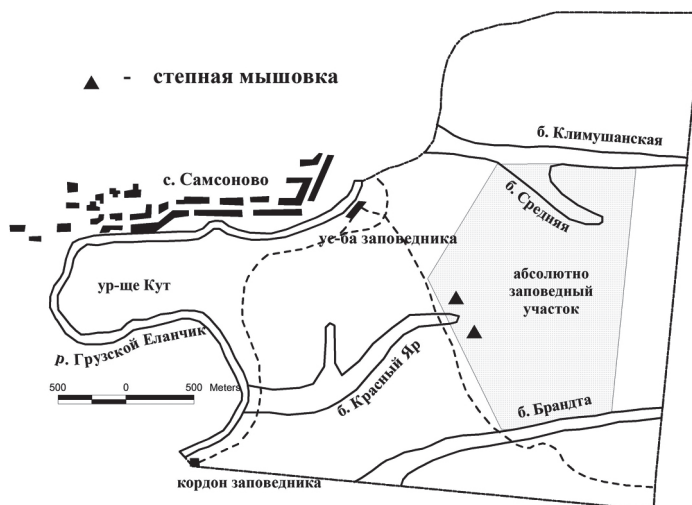 - степная мышовка
б. Климушанская
с. Самсоново
б. Средняя
ус-ба заповедника
абсолютно
заповедный
участок
ур-ще Кут
р. Грузской Еланчик
500 0 500 Meters
б. Красный Яр
б. Брандта
кордон заповедника